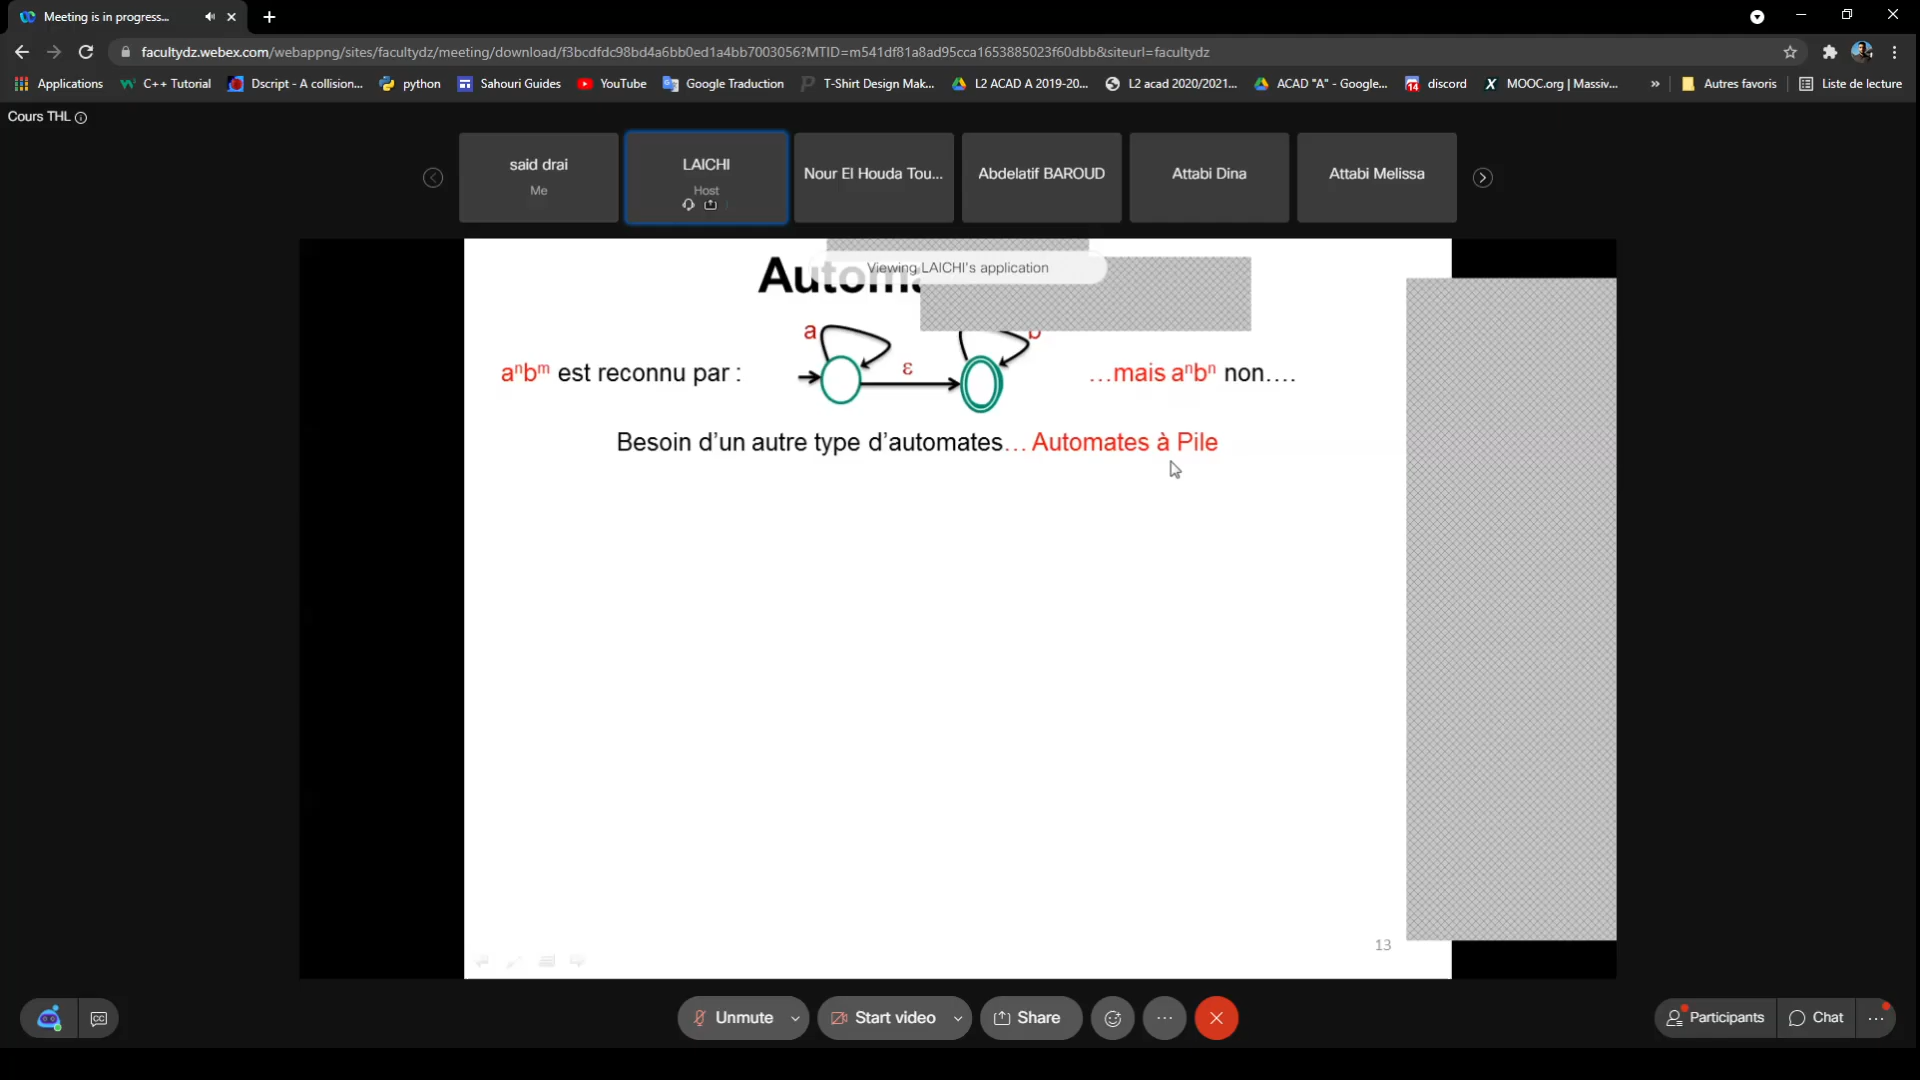 Meeting is in progress...
facultydz.webex.com/webappng/sites/facultydz/meeting/download/f3bcdfdc98bd4a6bb0ed1a4bb7003056?MTID=m541df81a8ad95cca1653885023f60dbb&siteurl=facultydz
Applications C++ Tutorial Dscript - A collision... python Sahouri Guides YouTube Google Traduction T-Shirt Design Mak... L2 ACAD A 2019-20... L2 acad 2020/2021... ACAD "A" - Google... 14 discord X MOOC.org | Massiv... » Autres favoris Liste de lecture
Cours THL
said drai
Me
LAICHI
Host
Nour El Houda Tou...
Abdelatif BAROUD
Attabi Dina
Attabi Melissa
Viewing LAICHI's application
a b
aⁿbᵐ est reconnu par : ε ...mais aⁿbⁿ non....
Besoin d'un autre type d'automates... Automates à Pile
13
CC Unmute Start video Share ... Participants Chat ...